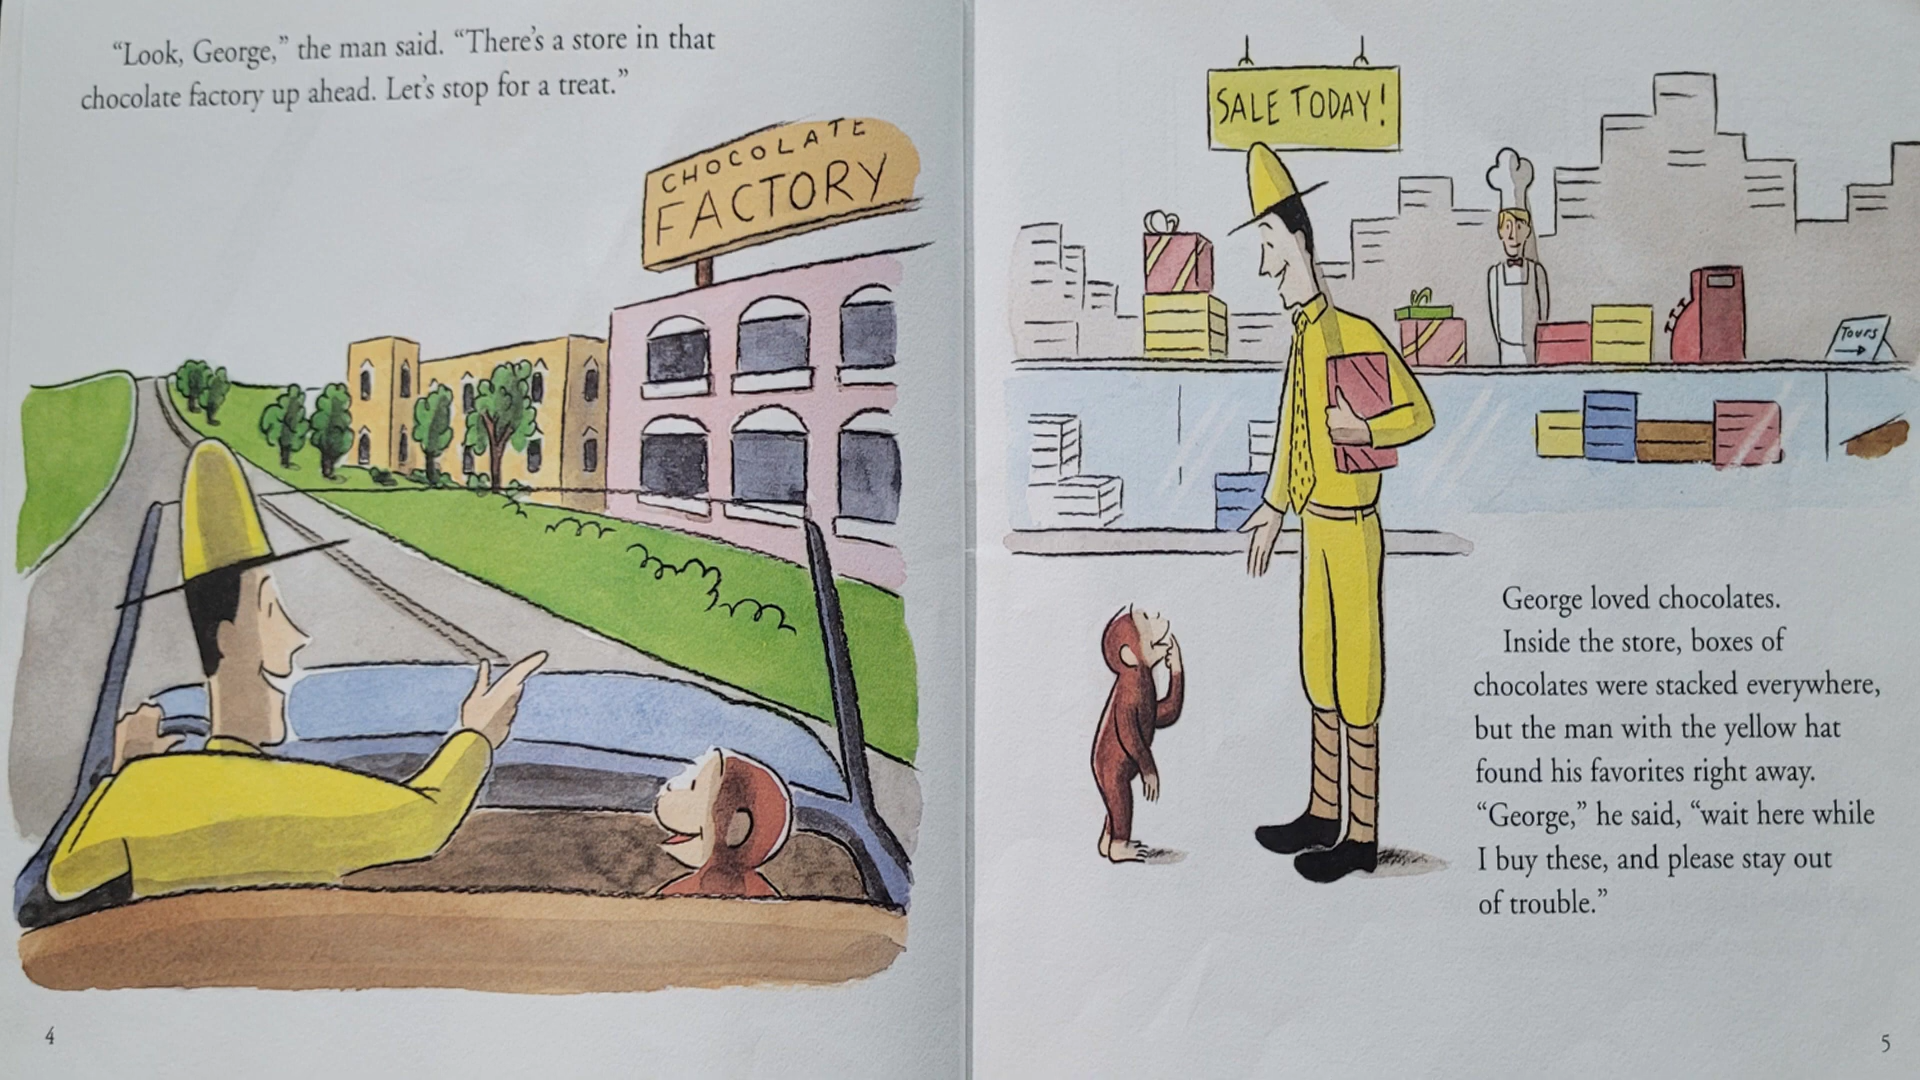 “Look, George,” the man said. “There’s a store in that
chocolate factory up ahead. Let’s stop for a treat.”
CHOCOLATE
FACTORY
4
SALE TODAY!
Tours
George loved chocolates.
Inside the store, boxes of
chocolates were stacked everywhere,
but the man with the yellow hat
found his favorites right away.
“George,” he said, “wait here while
I buy these, and please stay out
of trouble.”
5